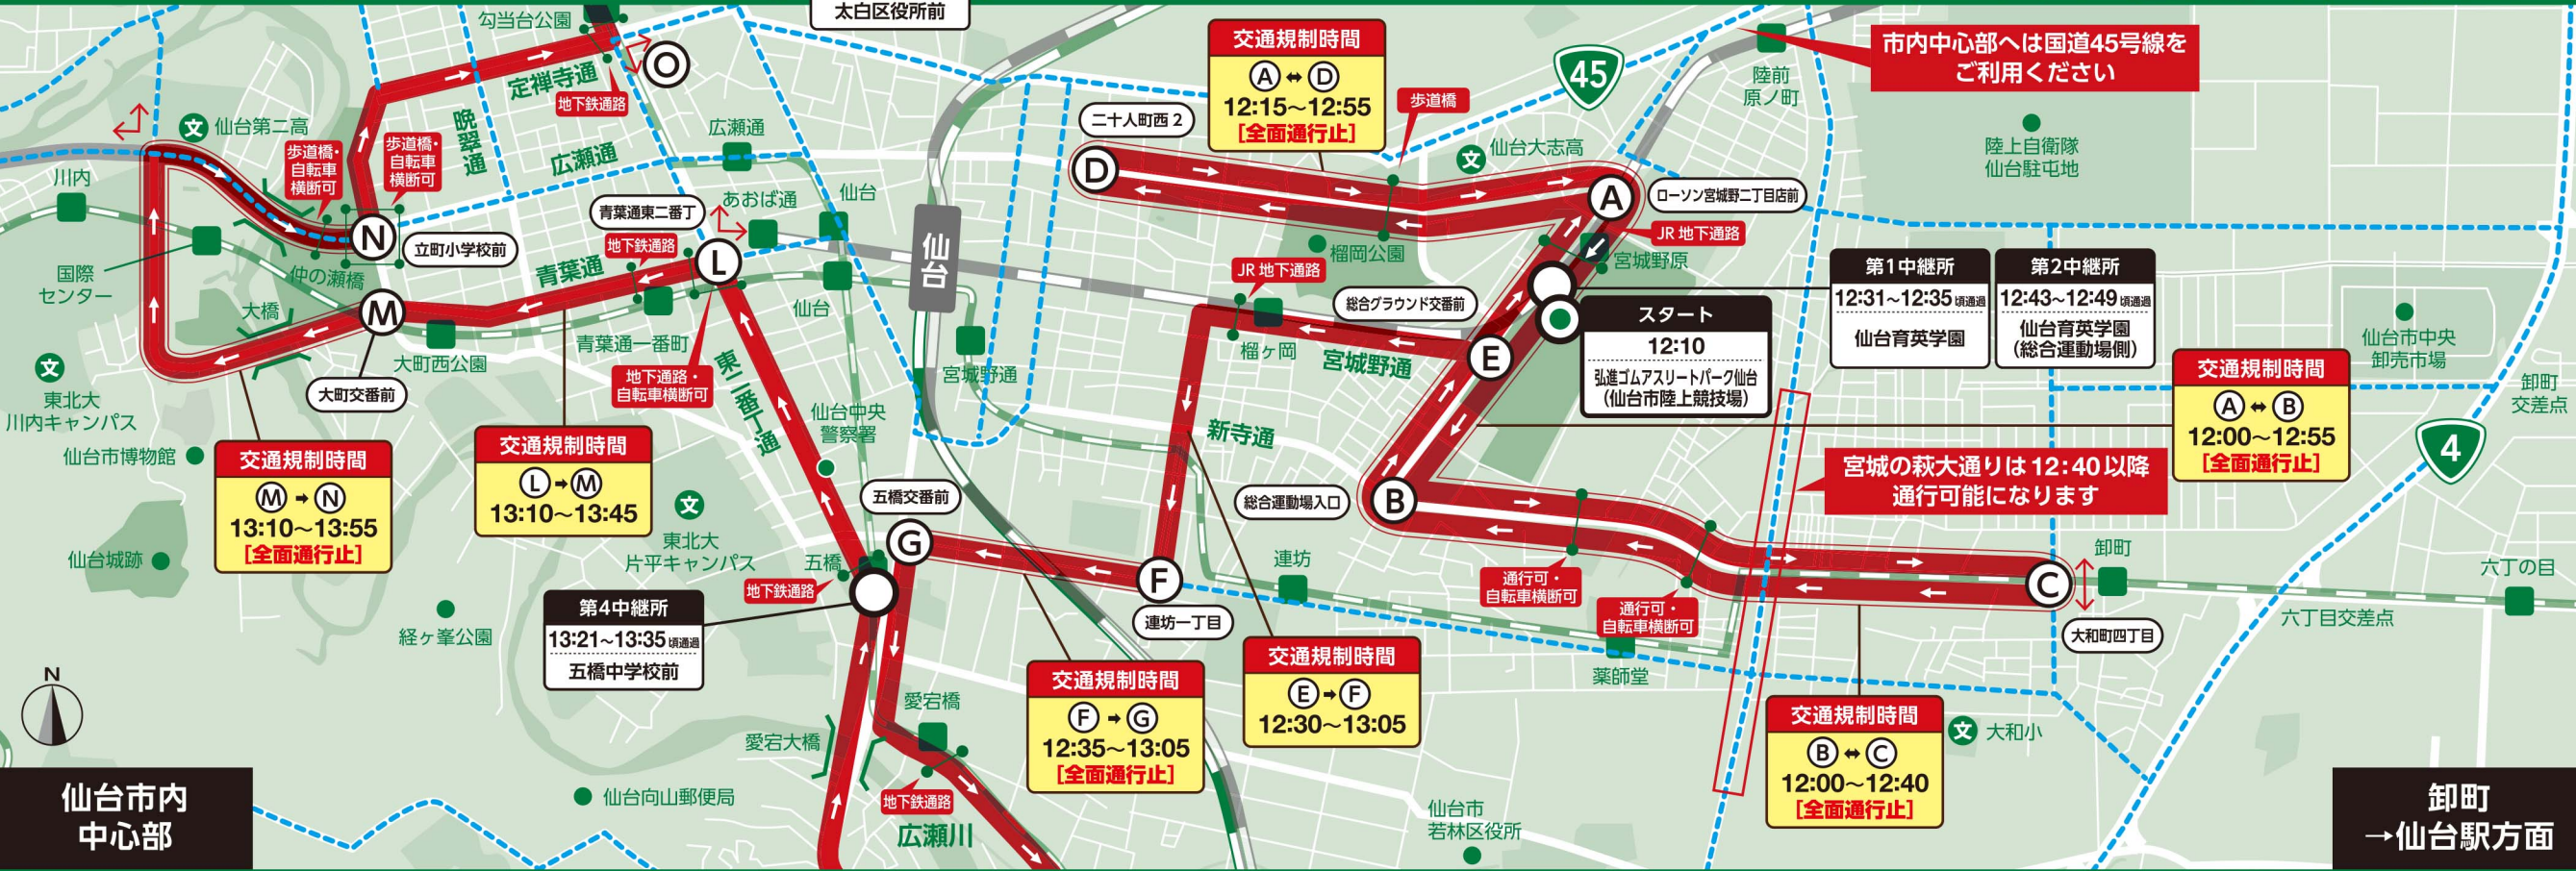 勾当台公園
太白区役所前
O
定禅寺通
地下鉄通路
仙台第二高
歩道橋・
自転車
横断可
歩道橋・
自転車
横断可
晩翠通
広瀬通
広瀬通
川内
国際
センター
仲の瀬橋
大橋
N
立町小学校前
青葉通東二番丁
あおば通
仙台
地下鉄通路
L
青葉通
仙台
仙台
M
大町西公園
青葉通一番町
大町交番前
地下通路・
自転車横断可
東二番丁通
東北大
川内キャンパス
仙台市博物館
仙台城跡
経ヶ峯公園
交通規制時間
M→N
13:10～13:55
[全面通行止]
交通規制時間
L→M
13:10～13:45
仙台中央
警察署
東北大
片平キャンパス
五橋
地下鉄通路
五橋交番前
G
第4中継所
13:21～13:35頃通過
五橋中学校前
愛宕大橋
愛宕橋
地下鉄通路
広瀬川
仙台向山郵便局
N
仙台市内
中心部
交通規制時間
A⇔D
12:15～12:55
[全面通行止]
二十人町西2
D
歩道橋
45
文
仙台大志高
陸前
原ノ町
市内中心部へは国道45号線を
ご利用ください
陸上自衛隊
仙台駐屯地
A
ローソン宮城野二丁目店前
JR地下通路
宮城野原
榴岡公園
JR地下通路
総合グラウンド交番前
榴ヶ岡
宮城野通
宮城野通
E
スタート
12:10
弘進ゴムアスリートパーク仙台
(仙台市陸上競技場)
第1中継所
12:31～12:35頃通過
仙台育英学園
第2中継所
12:43～12:49頃通過
仙台育英学園
(総合運動場側)
仙台市中央
卸売市場
卸町
交差点
交通規制時間
A⇔B
12:00～12:55
[全面通行止]
4
新寺通
総合運動場入口
B
宮城の萩大通りは12:40以降
通行可能になります
F
連坊一丁目
連坊
通行可・
自転車横断可
通行可・
自転車横断可
薬師堂
C
卸町
大和町四丁目
六丁の目
六丁目交差点
交通規制時間
F→G
12:35～13:05
[全面通行止]
交通規制時間
E→F
12:30～13:05
交通規制時間
B⇔C
12:00～12:40
[全面通行止]
文
大和小
仙台市
若林区役所
卸町
→仙台駅方面
文
文
文